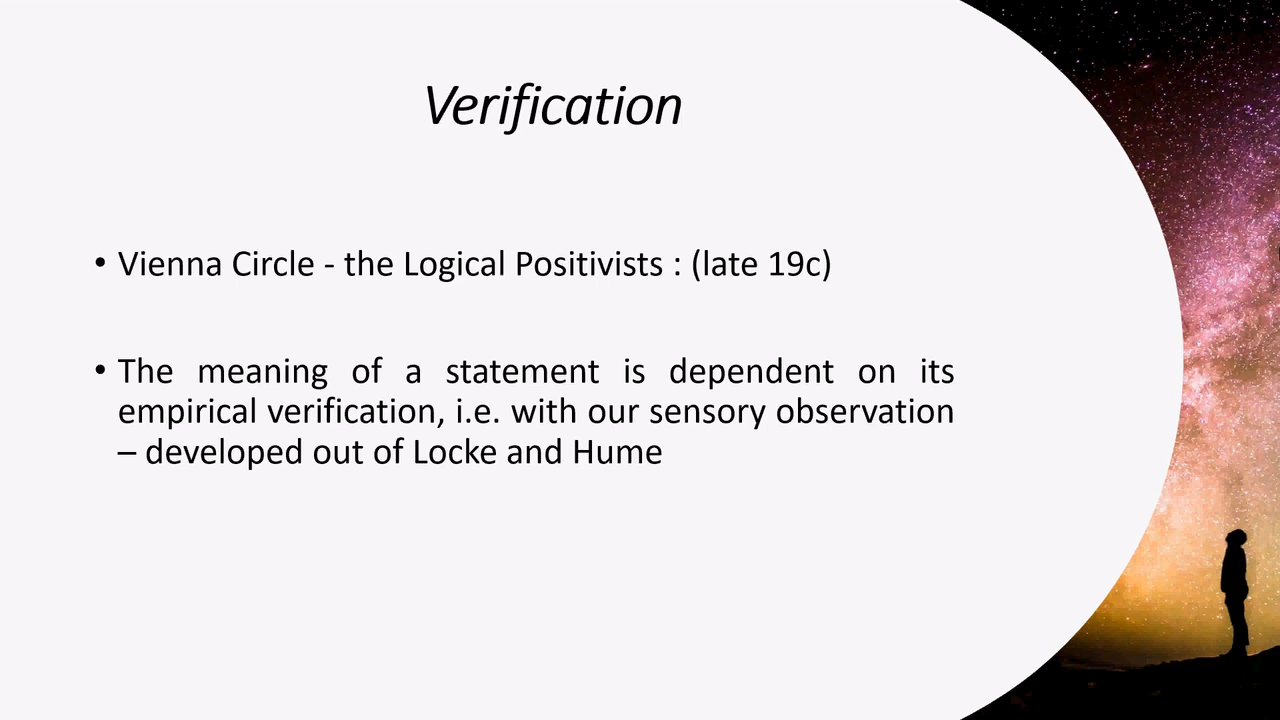 Verification
• Vienna Circle - the Logical Positivists : (late 19c)
• The meaning of a statement is dependent on its
empirical verification, i.e. with our sensory observation
– developed out of Locke and Hume